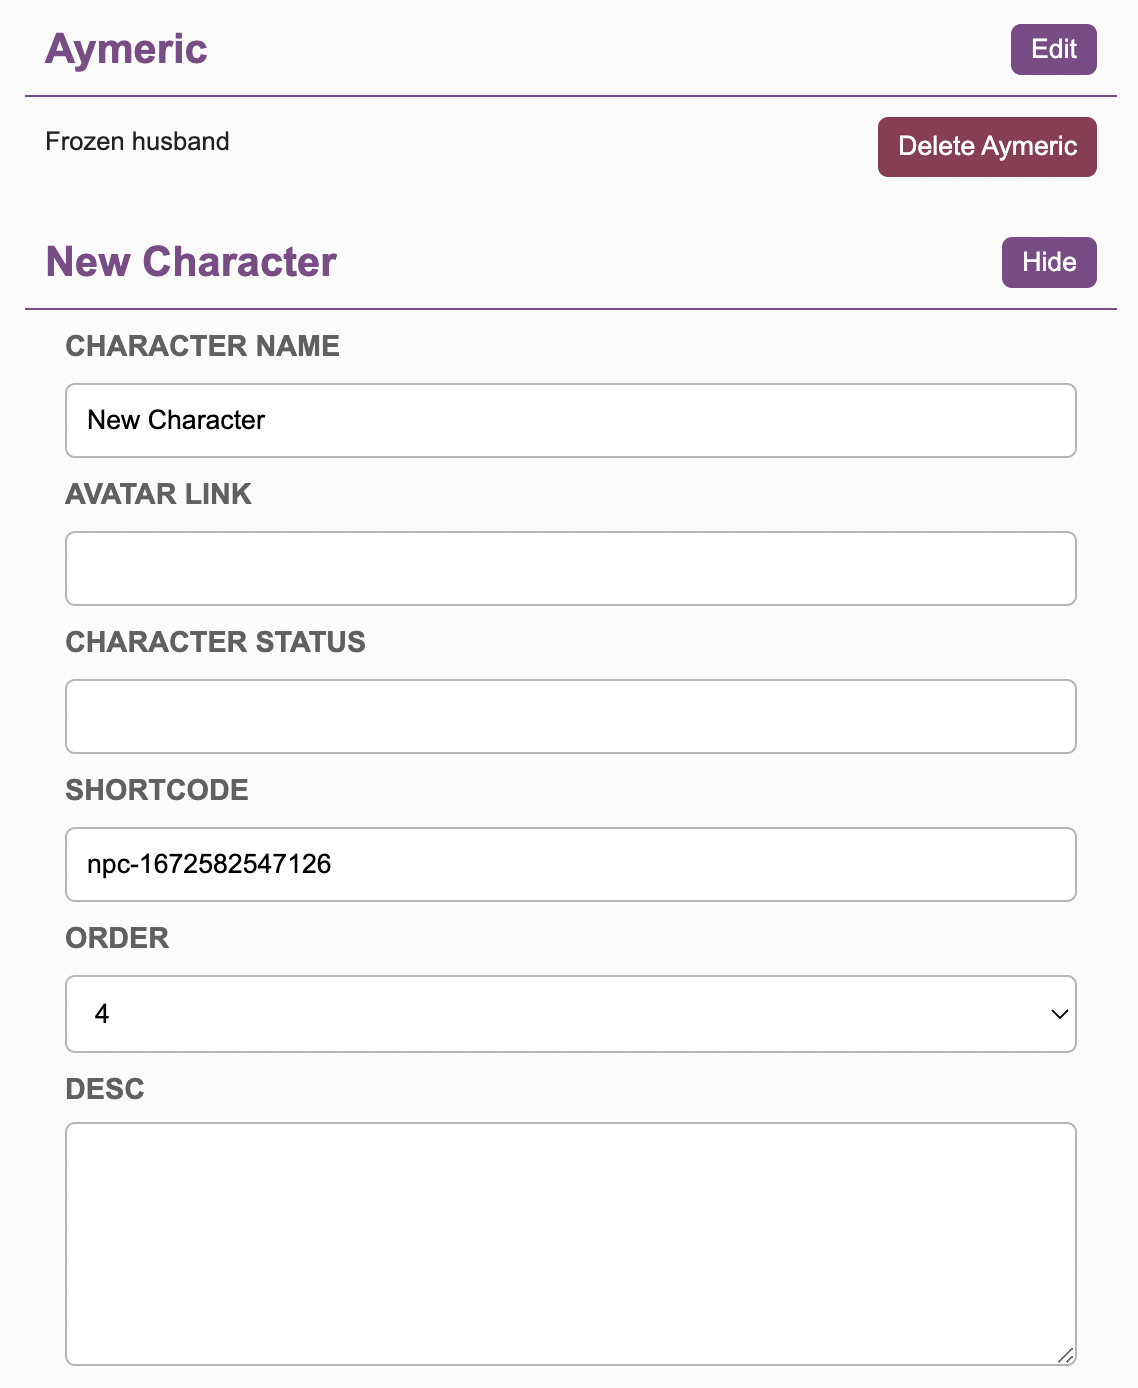 Aymeric
Edit
Frozen husband
Delete Aymeric
New Character
Hide
CHARACTER NAME
New Character
AVATAR LINK
CHARACTER STATUS
SHORTCODE
npc-1672582547126
ORDER
4
DESC